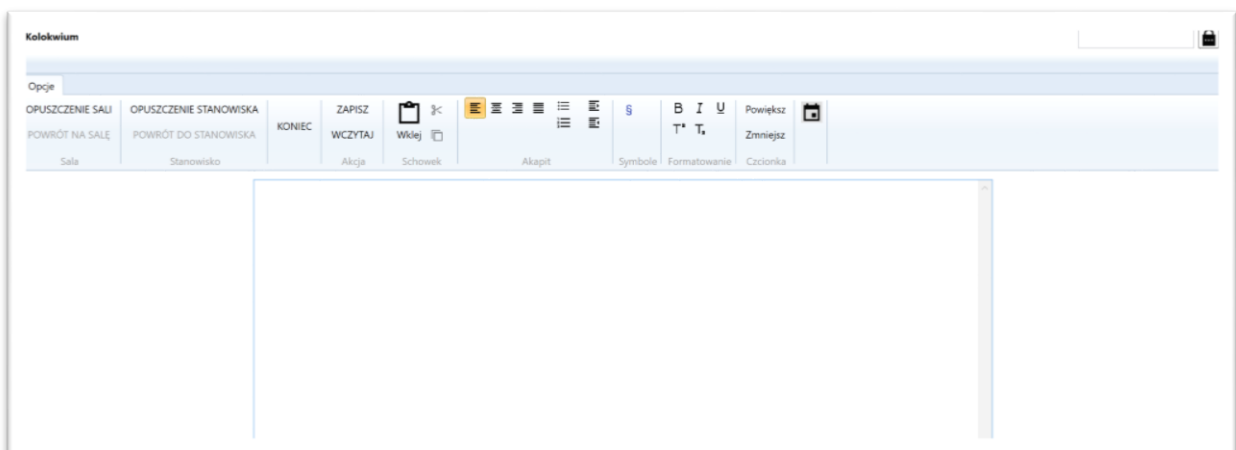 Kolokwium
Opcje
OPUSZCZENIE SALI OPUSZCZENIE STANOWISKA ZAPISZ § B I U Powiększ
KONIEC
POWRÓT NA SALĘ POWRÓT DO STANOWISKA WCZYTAJ Wklej T T Zmniejsz
Sala Stanowisko Akcja Schowek Akapit Symbole Formatowanie Czcionka